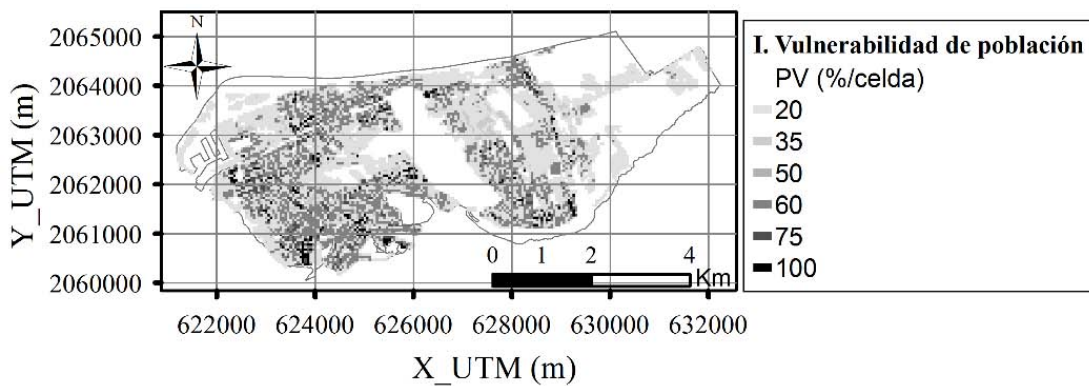 N
2065000
2064000
2063000
2062000
2061000
2060000
Y_UTM (m)
0 1 2 4
Km
622000 624000 626000 628000 630000 632000
X_UTM (m)
I. Vulnerabilidad de población
PV (%/celda)
20
35
50
60
75
100